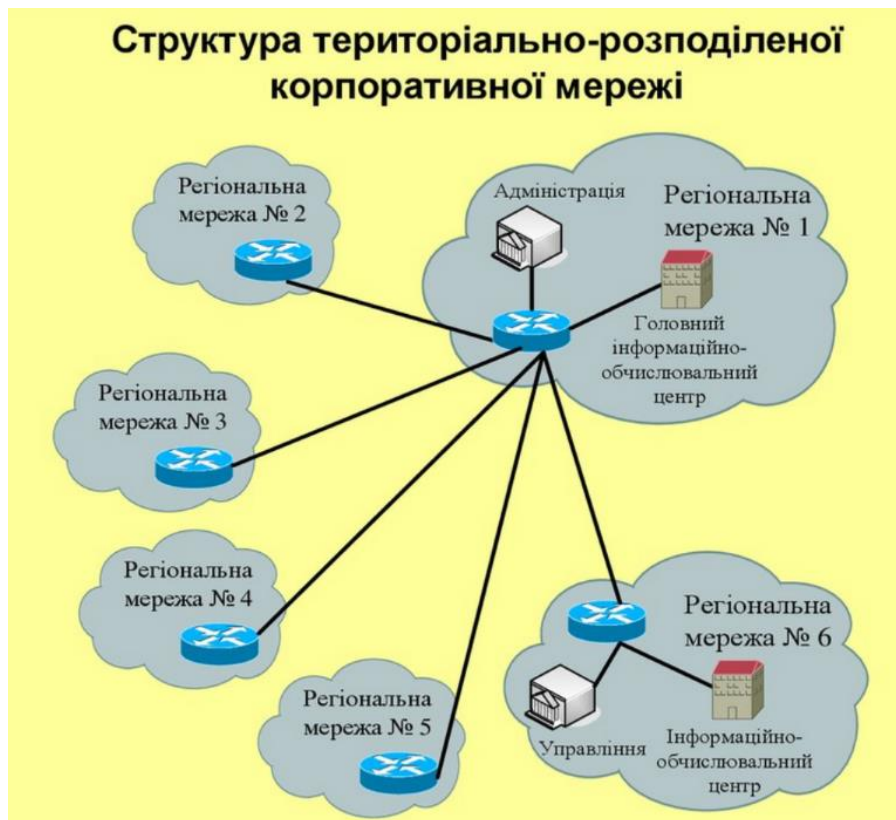 Структура територіально-розподіленої
корпоративної мережі
Регіональна
мережа № 2
Адміністрація
Регіональна
мережа № 1
Головний
інформаційно-
обчислювальний
центр
Регіональна
мережа № 3
Регіональна
мережа № 4
Регіональна
мережа № 5
Регіональна
мережа № 6
Управління
Інформаційно-
обчислювальний
центр